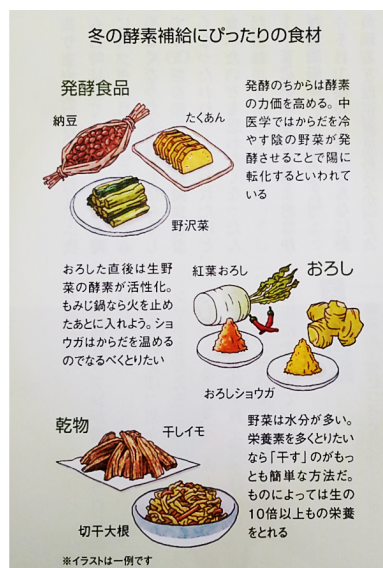 冬の酵素補給にぴったりの食材
発酵食品
納豆
たくあん
野沢菜
発酵のちからは酵素
の力価を高める。中
医学ではからだを冷
やす陰の野菜が発
酵させることで陽に
転化するといわれて
いる
おろした直後は生野
菜の酵素が活性化。
もみじ鍋なら火を止め
たあとに入れよう。ショ
ウガはからだを温める
のでなるべくとりたい
紅葉おろし
おろし
おろしショウガ
乾物
干しイモ
切干大根
野菜は水分が多い。
栄養素を多くとりたい
なら「干す」のがもっ
とも簡単な方法だ。
ものによっては生の
10倍以上もの栄養
をとれる
※イラストは一例です